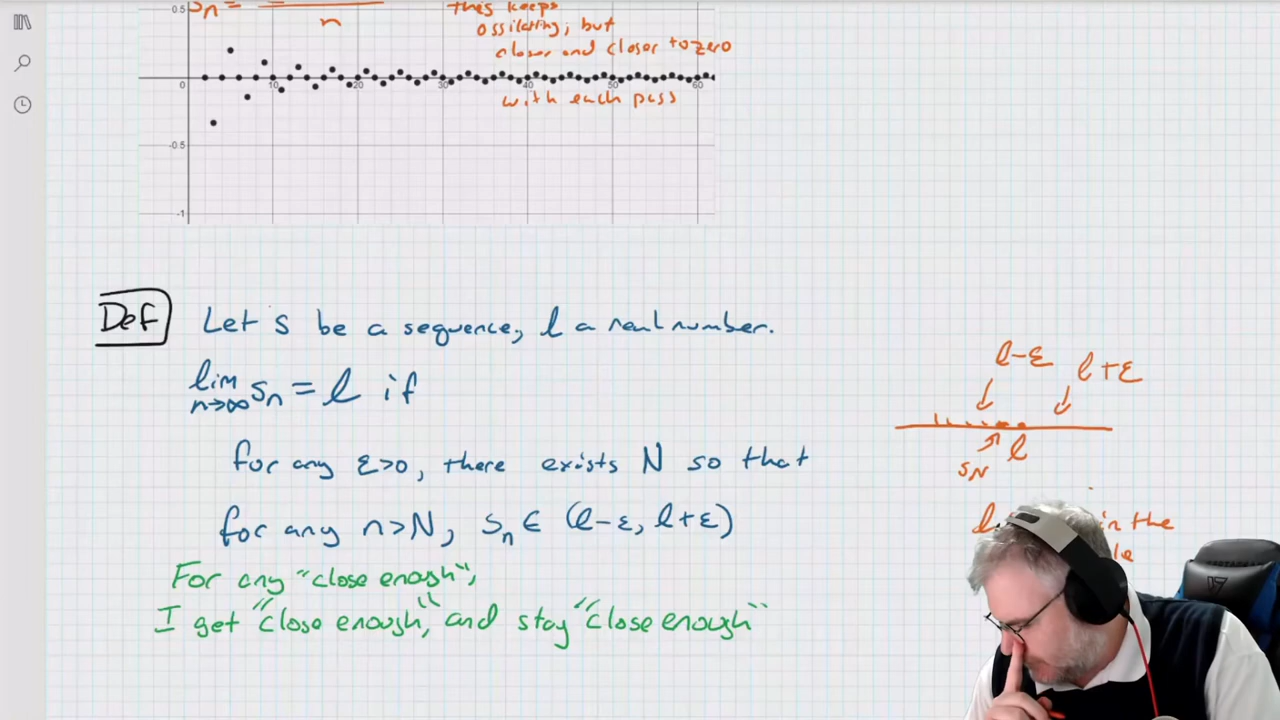 0.5
Sn =
n
this keeps
ossilating, but
closer and closer to zero
0 10 20 30 40 50 60
with each pass
-0.5
-1
Def Let s be a sequence, l a real number.
lim sn = l if
n→∞
for any ε>0, there exists N so that
for any n>N, sn ∈ (l-ε, l+ε)
For any "close enough",
I get "close enough", and stay "close enough"
l-ε l+ε
sN l
in the